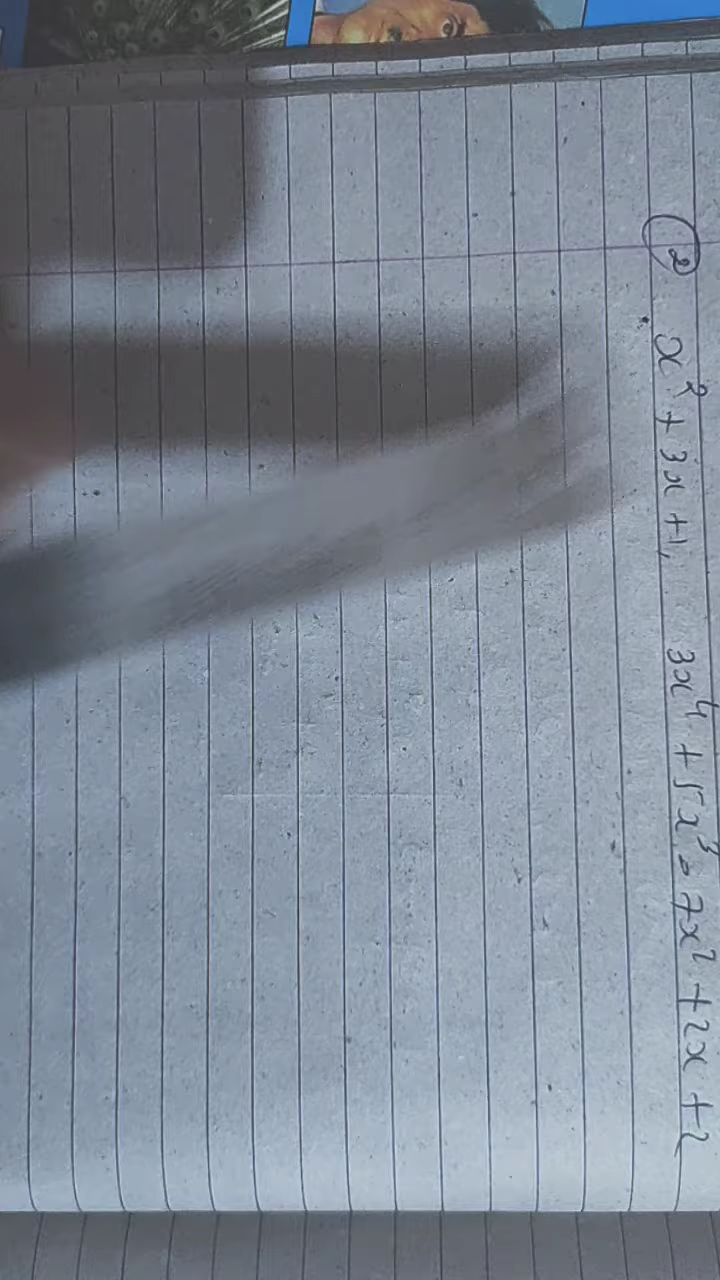 ② x² + 3x + 1, 3x⁴ + 5x³ - 7x² + 2x + 2